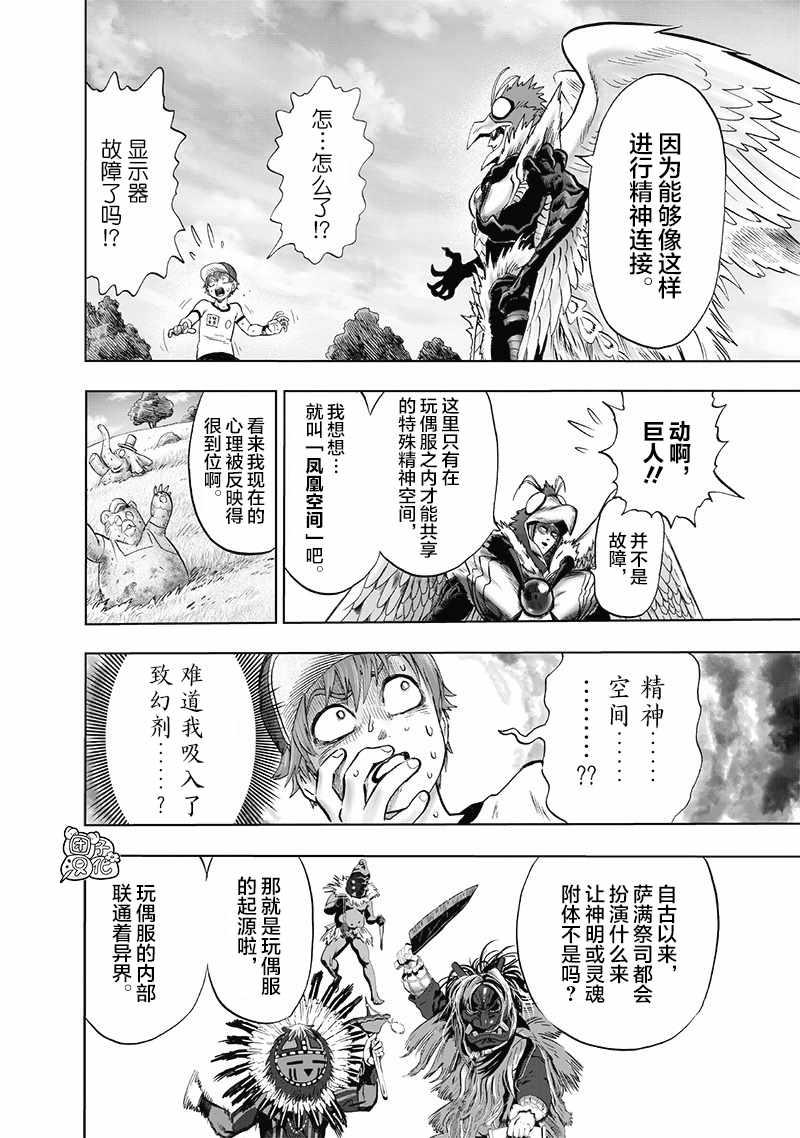 因为能够像这样
进行精神连接。
怎…怎么了!?
显示器
故障了吗!?
动啊，
巨人!!
并不是
故障，
这里只有在
玩偶服之内才能共享
的特殊精神空间，
我想想…
就叫「凤凰空间」吧。
看来我现在的
心理被反映得
很到位啊。
精神……
空间……
………??
难道我吸入了
致幻剂……？
自古以来，
萨满祭司都会
扮演什么来
让神明或灵魂
附体不是吗？
那就是玩偶服
的起源啦，
玩偶服的内部
联通着异界。
团子
汉化